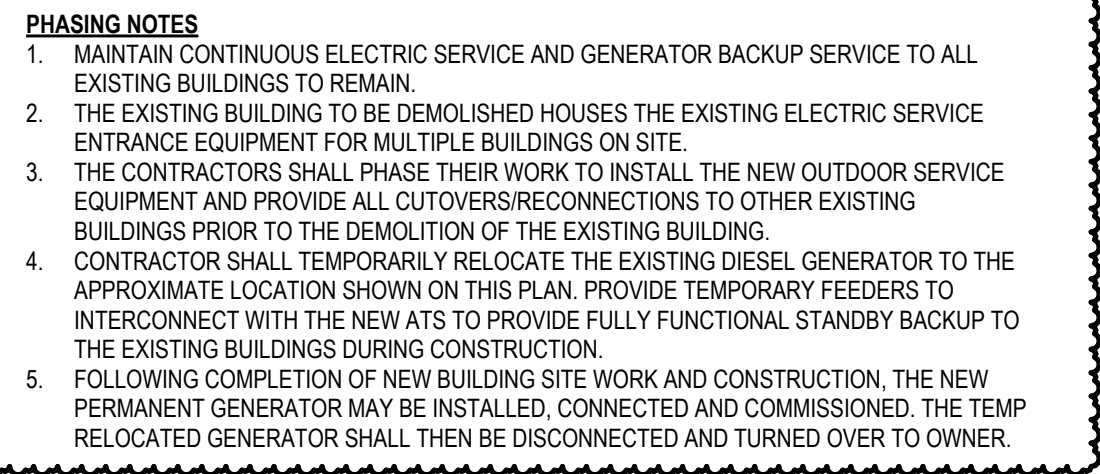 PHASING NOTES
1. MAINTAIN CONTINUOUS ELECTRIC SERVICE AND GENERATOR BACKUP SERVICE TO ALL
EXISTING BUILDINGS TO REMAIN.
2. THE EXISTING BUILDING TO BE DEMOLISHED HOUSES THE EXISTING ELECTRIC SERVICE
ENTRANCE EQUIPMENT FOR MULTIPLE BUILDINGS ON SITE.
3. THE CONTRACTORS SHALL PHASE THEIR WORK TO INSTALL THE NEW OUTDOOR SERVICE
EQUIPMENT AND PROVIDE ALL CUTOVERS/RECONNECTIONS TO OTHER EXISTING
BUILDINGS PRIOR TO THE DEMOLITION OF THE EXISTING BUILDING.
4. CONTRACTOR SHALL TEMPORARILY RELOCATE THE EXISTING DIESEL GENERATOR TO THE
APPROXIMATE LOCATION SHOWN ON THIS PLAN. PROVIDE TEMPORARY FEEDERS TO
INTERCONNECT WITH THE NEW ATS TO PROVIDE FULLY FUNCTIONAL STANDBY BACKUP TO
THE EXISTING BUILDINGS DURING CONSTRUCTION.
5. FOLLOWING COMPLETION OF NEW BUILDING SITE WORK AND CONSTRUCTION, THE NEW
PERMANENT GENERATOR MAY BE INSTALLED, CONNECTED AND COMMISSIONED. THE TEMP
RELOCATED GENERATOR SHALL THEN BE DISCONNECTED AND TURNED OVER TO OWNER.